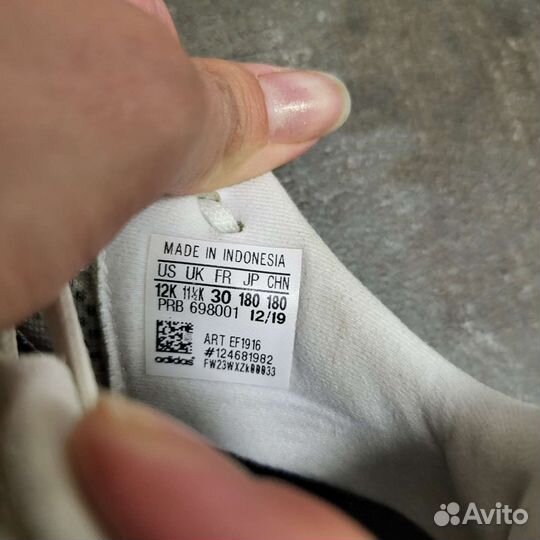 MADE IN INDONESIA
US UK FR JP CHN
12K 11½K 30 180 180
PRB 698001 12/19
ART EF1916
#124681982
adidas FW23WXZk00033
Avito